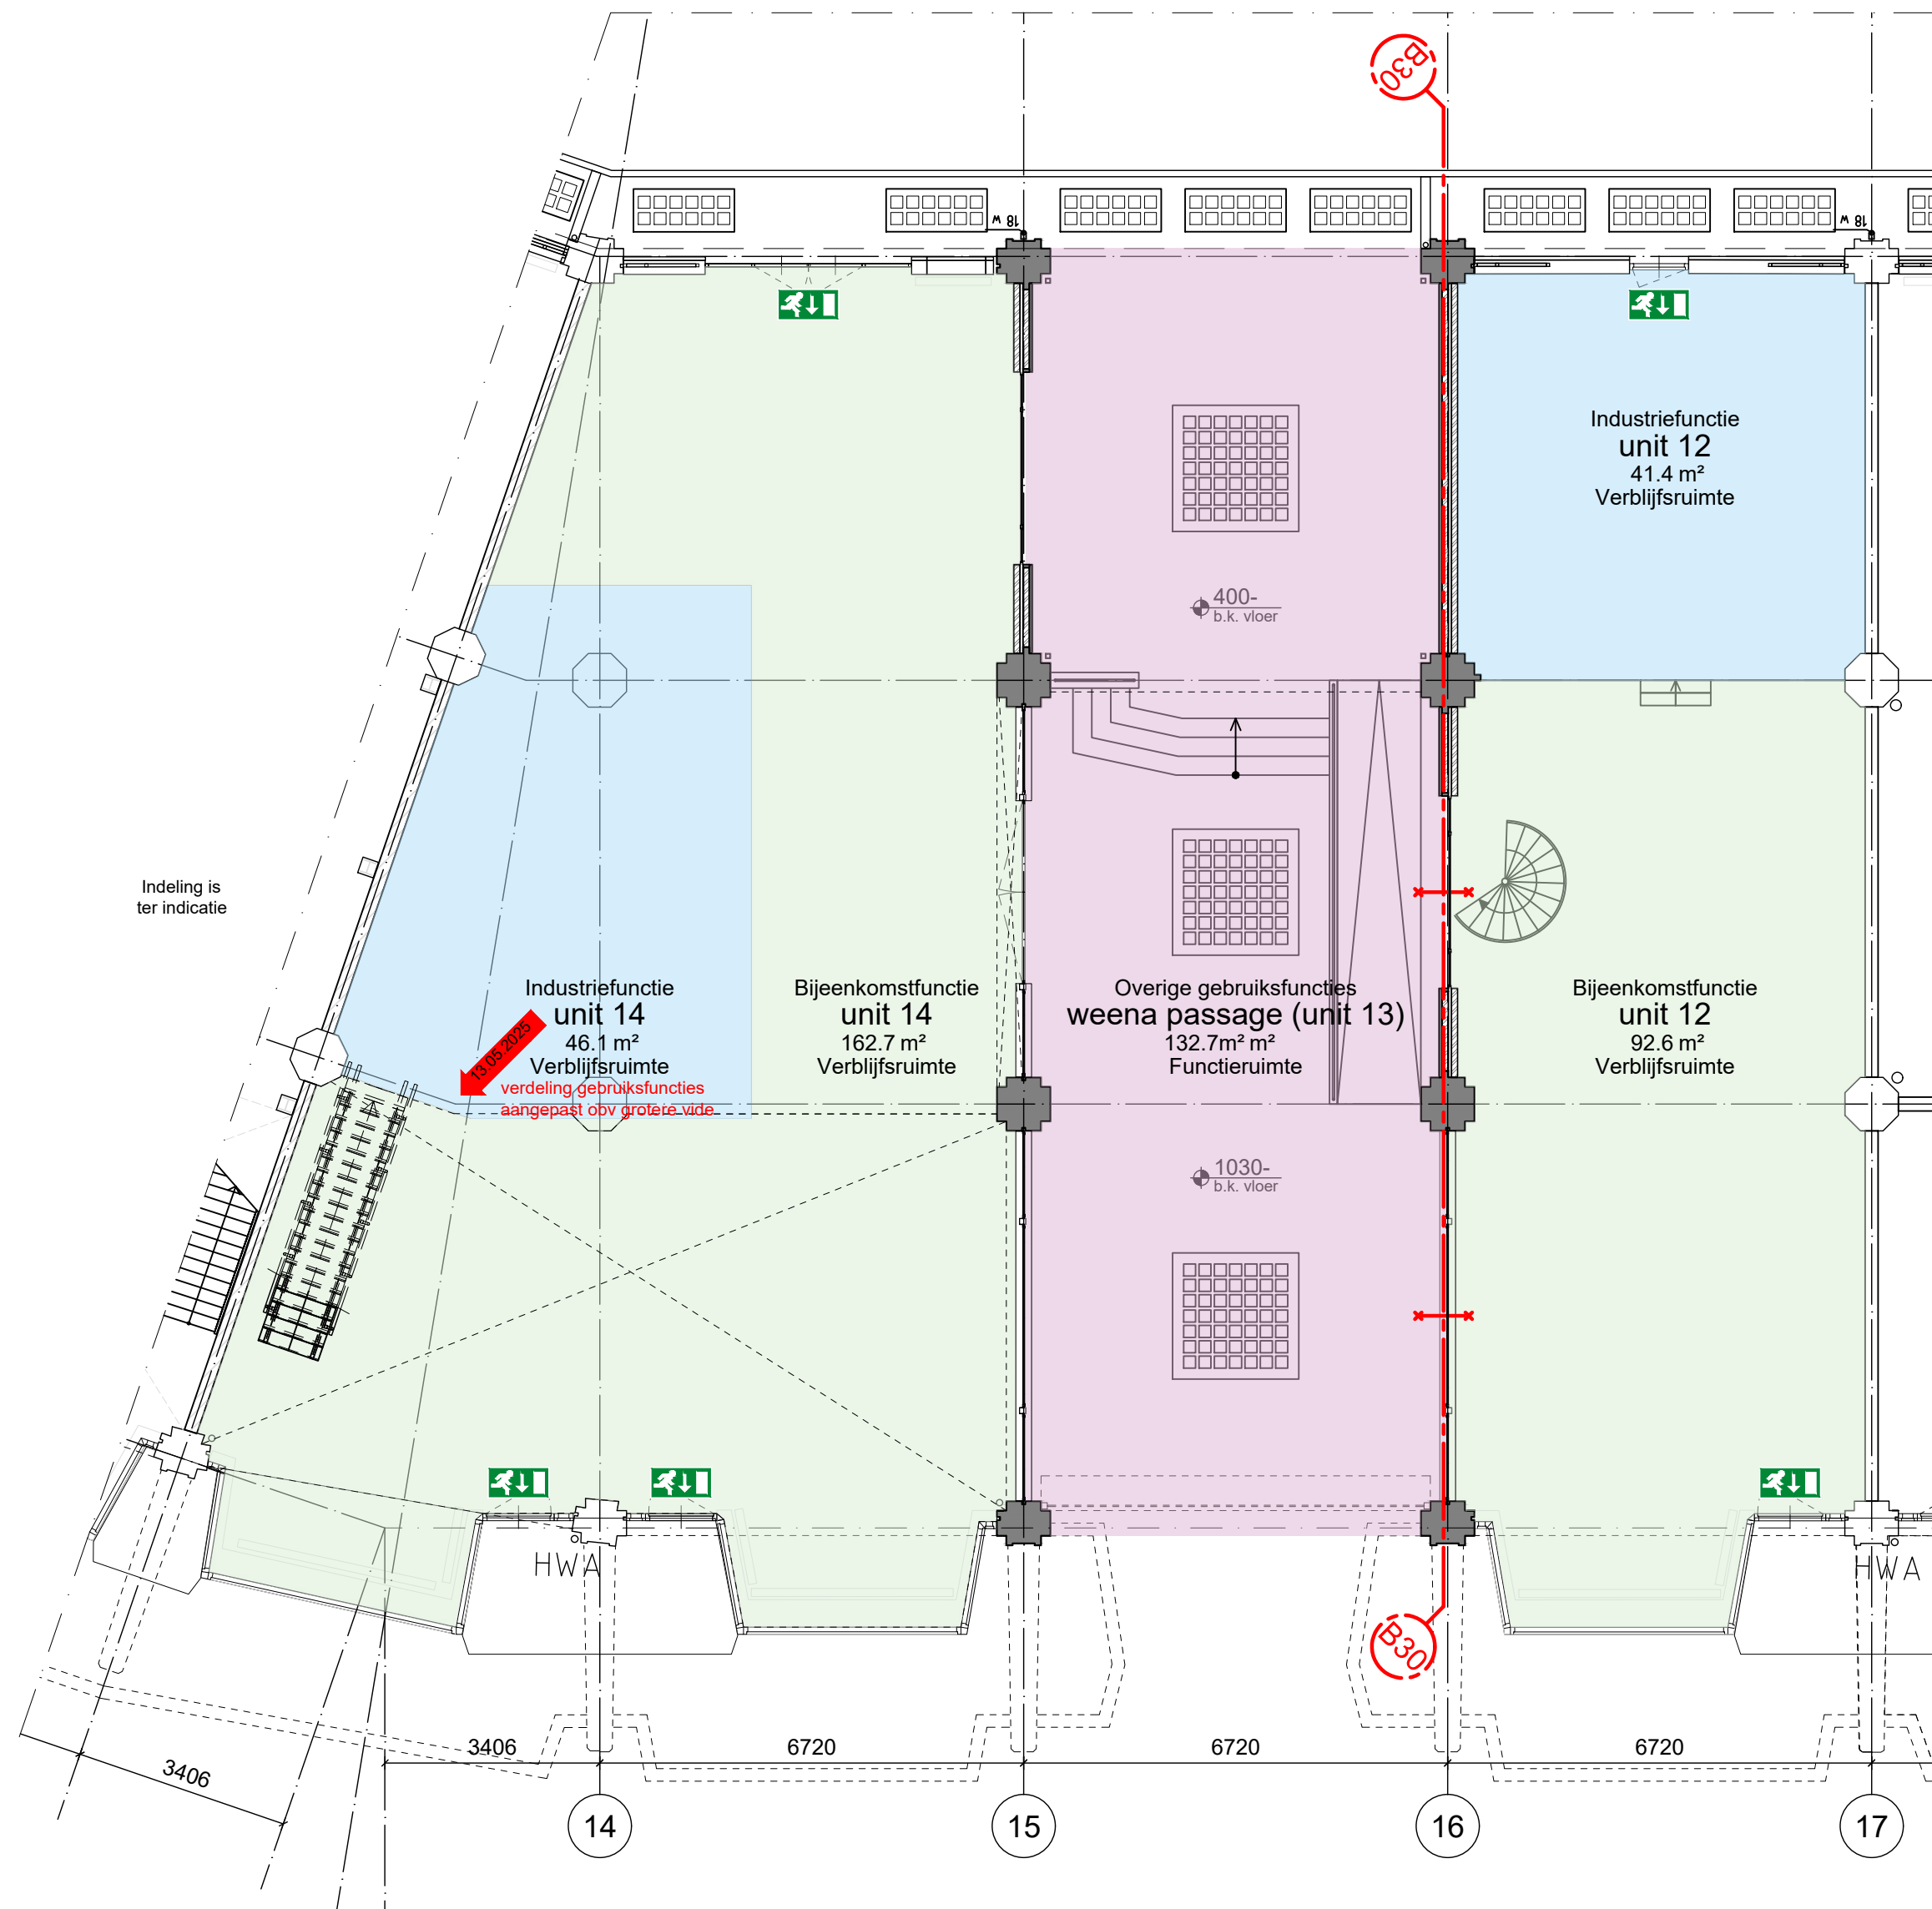 B30
18 W
18 W
Industriefunctie
unit 12
41.4 m²
Verblijfsruimte
400-
b.k. vloer
Indeling is
ter indicatie
Industriefunctie
unit 14
46.1 m²
Verblijfsruimte
13.05.2025
verdeling gebruiksfuncties
aangepast obv grotere vide
Bijeenkomstfunctie
unit 14
162.7 m²
Verblijfsruimte
Overige gebruiksfuncties
weena passage (unit 13)
132.7m² m²
Functieruimte
Bijeenkomstfunctie
unit 12
92.6 m²
Verblijfsruimte
1030-
b.k. vloer
HWA
HWA
B30
3406
3406
6720
6720
6720
14
15
16
17